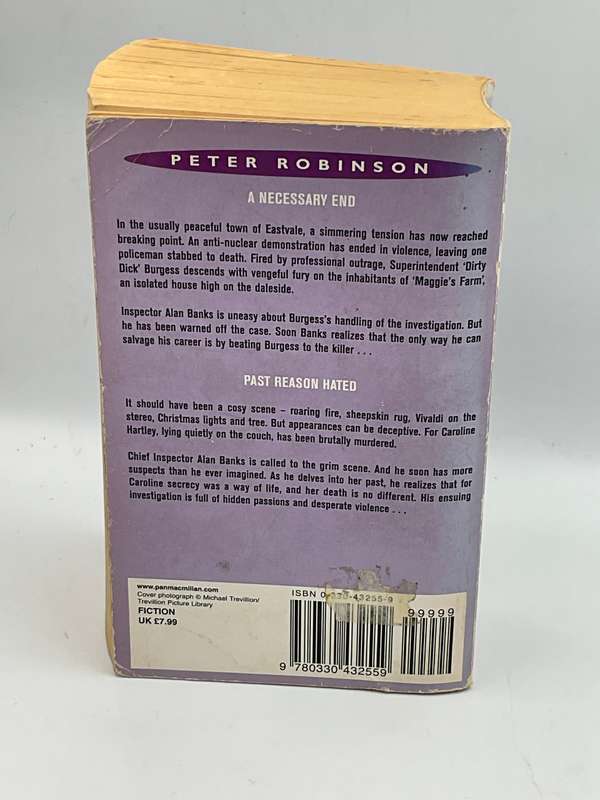 PETER ROBINSON
A NECESSARY END
In the usually peaceful town of Eastvale, a simmering tension has now reached
breaking point. An anti-nuclear demonstration has ended in violence, leaving one
policeman stabbed to death. Fired by professional outrage, Superintendent ‘Dirty
Dick’ Burgess descends with vengeful fury on the inhabitants of ‘Maggie’s Farm’,
an isolated house high on the daleside.
Inspector Alan Banks is uneasy about Burgess’s handling of the investigation. But
he has been warned off the case. Soon Banks realizes that the only way he can
salvage his career is by beating Burgess to the killer . . .
PAST REASON HATED
It should have been a cosy scene – roaring fire, sheepskin rug, Vivaldi on the
stereo, Christmas lights and tree. But appearances can be deceptive. For Caroline
Hartley, lying quietly on the couch, has been brutally murdered.
Chief Inspector Alan Banks is called to the grim scene. And he soon has more
suspects than he ever imagined. As he delves into her past, he realizes that for
Caroline secrecy was a way of life, and her death is no different. His ensuing
investigation is full of hidden passions and desperate violence . . .
www.panmacmillan.com
Cover photograph © Michael Trevillion/
Trevillion Picture Library
FICTION
UK £7.99
ISBN 0-330-43255-9
99999
9 780330 432559